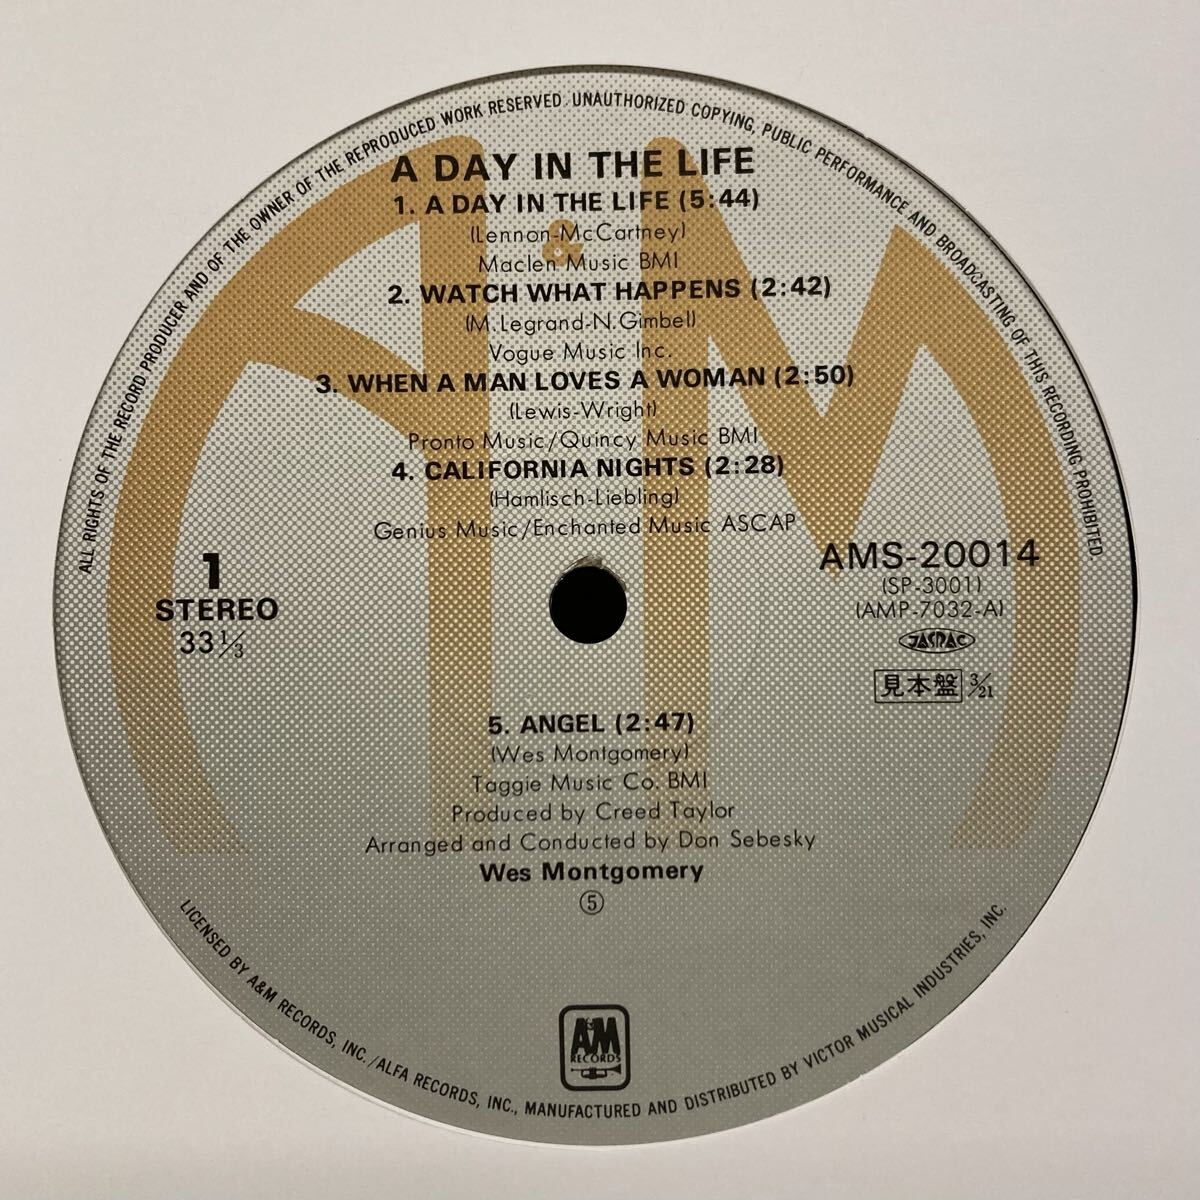 ALL RIGHTS OF THE RECORD PRODUCER AND OF THE OWNER OF THE REPRODUCED WORK RESERVED. UNAUTHORIZED COPYING, PUBLIC PERFORMANCE AND BROADCASTING OF THIS RECORDING PROHIBITED
A DAY IN THE LIFE
1. A DAY IN THE LIFE (5:44)
(Lennon-McCartney)
Maclen Music BMI
2. WATCH WHAT HAPPENS (2:42)
(M.Legrand-N.Gimbel)
Vogue Music Inc.
3. WHEN A MAN LOVES A WOMAN (2:50)
(Lewis-Wright)
Pronto Music/Quincy Music BMI
4. CALIFORNIA NIGHTS (2:28)
(Hamlisch-Liebling)
Genius Music/Enchanted Music ASCAP
A&M
1
STEREO
33 1/3
AMS-20014
(SP-3001)
(AMP-7032-A)
JASRAC
見本盤 3/21
5. ANGEL (2:47)
(Wes Montgomery)
Taggie Music Co. BMI
Produced by Creed Taylor
Arranged and Conducted by Don Sebesky
Wes Montgomery
⑤
A&M
RECORDS
LICENSED BY A&M RECORDS, INC./ALFA RECORDS, INC., MANUFACTURED AND DISTRIBUTED BY VICTOR MUSICAL INDUSTRIES, INC.